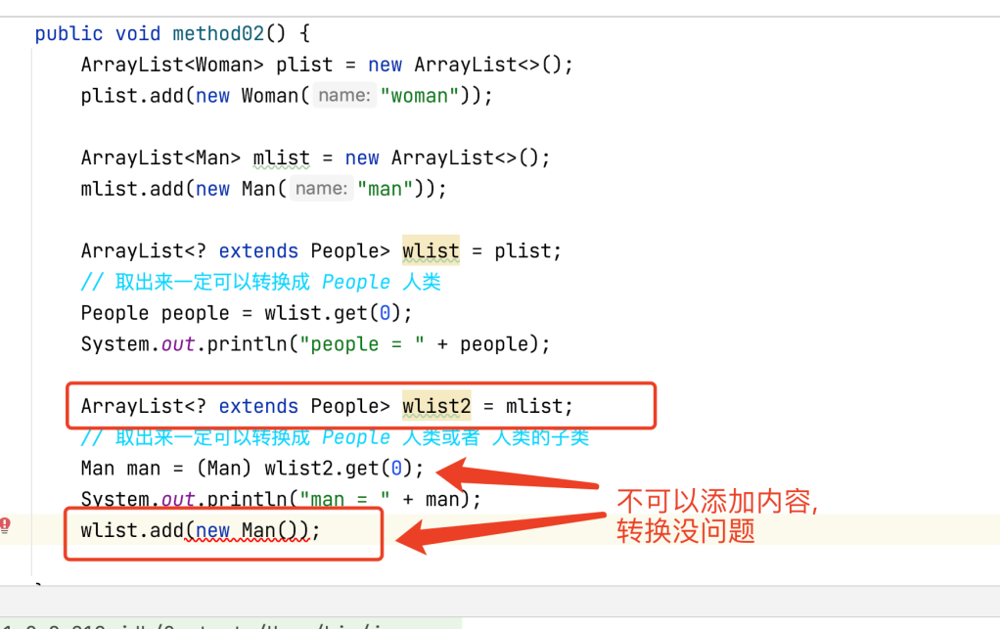 public void method02() {
ArrayList<Woman> plist = new ArrayList<>();
plist.add(new Woman( name: "woman"));
ArrayList<Man> mlist = new ArrayList<>();
mlist.add(new Man( name: "man"));
ArrayList<? extends People> wlist = plist;
// 取出来一定可以转换成 People 人类
People people = wlist.get(0);
System.out.println("people = " + people);
ArrayList<? extends People> wlist2 = mlist;
// 取出来一定可以转换成 People 人类或者 人类的子类
Man man = (Man) wlist2.get(0);
System.out.println("man = " + man);
wlist.add(new Man());
不可以添加内容,
转换没问题